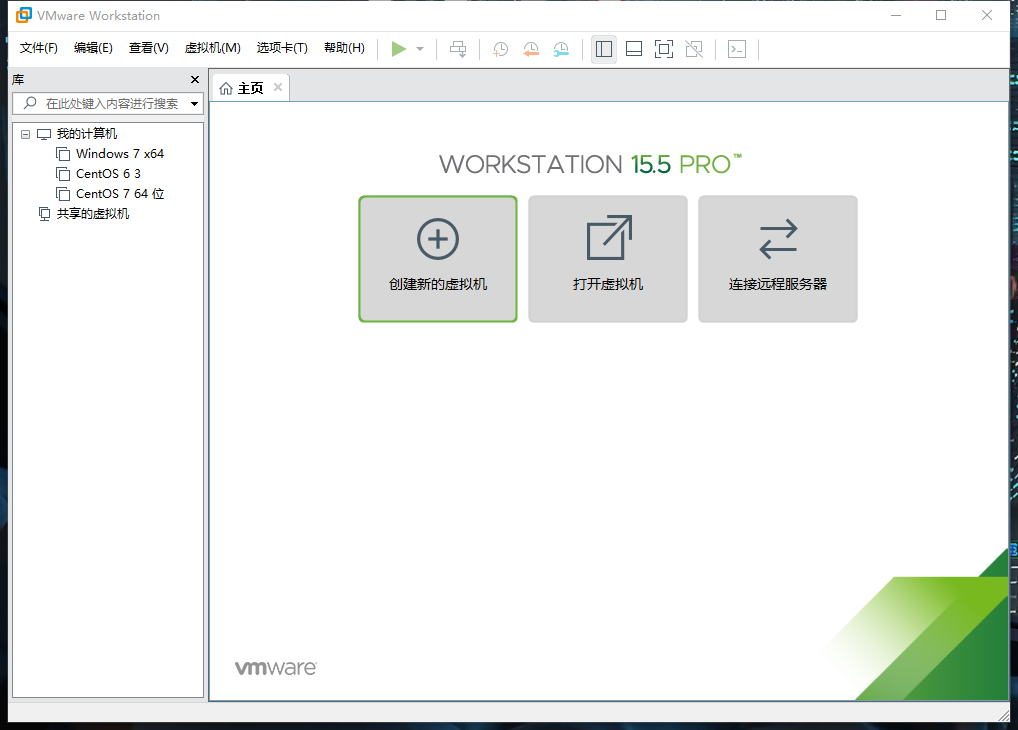 VMware Workstation
文件(F) 编辑(E) 查看(V) 虚拟机(M) 选项卡(T) 帮助(H)
库
主页
在此处键入内容进行搜索
我的计算机
Windows 7 x64
CentOS 6 3
CentOS 7 64 位
共享的虚拟机
WORKSTATION 15.5 PRO™
创建新的虚拟机
打开虚拟机
连接远程服务器
vmware